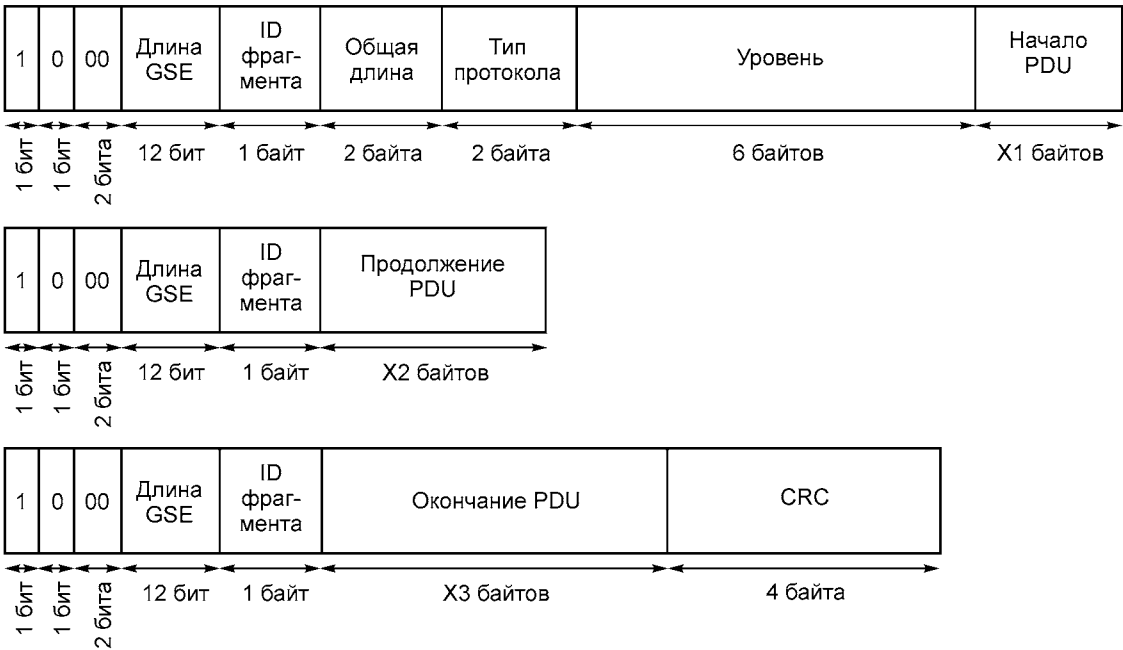 1 0 00 Длина GSE ID фраг- мента Общая длина Тип протокола Уровень Начало PDU
1 бит 1 бит 2 бита 12 бит 1 байт 2 байта 2 байта 6 байтов X1 байтов
1 0 00 Длина GSE ID фраг- мента Продолжение PDU
1 бит 1 бит 2 бита 12 бит 1 байт X2 байтов
1 0 00 Длина GSE ID фраг- мента Окончание PDU CRC
1 бит 1 бит 2 бита 12 бит 1 байт X3 байтов 4 байта